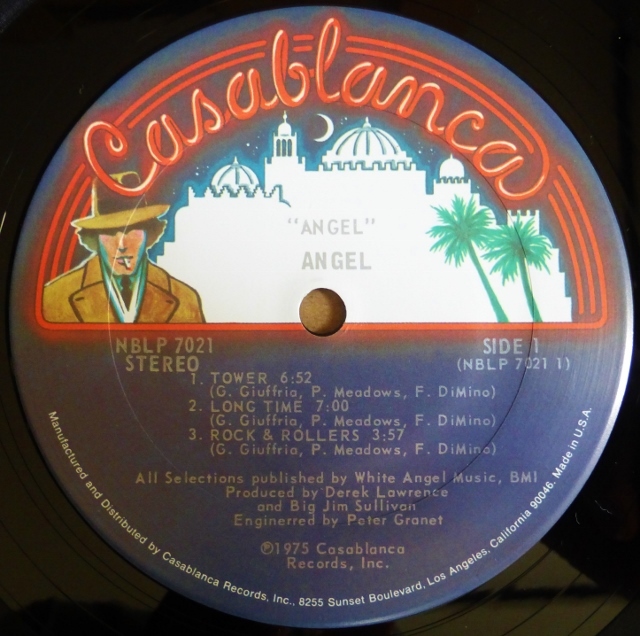 Casablanca
"ANGEL"
ANGEL
NBLP 7021
STEREO
SIDE 1
(NBLP 7021 1)
1. TOWER 6:52
(G. Giuffria, P. Meadows, F. DiMino)
2. LONG TIME 7:00
(G. Giuffria, P. Meadows, F. DiMino)
3. ROCK & ROLLERS 3:57
(G. Giuffria, P. Meadows, F. DiMino)
All Selections published by White Angel Music, BMI
Produced by Derek Lawrence
and Big Jim Sullivan
Enginerred by Peter Granet
℗1975 Casablanca
Records, Inc.
Manufactured and Distributed by Casablanca Records, Inc., 8255 Sunset Boulevard, Los Angeles, California 90046. Made in U.S.A.